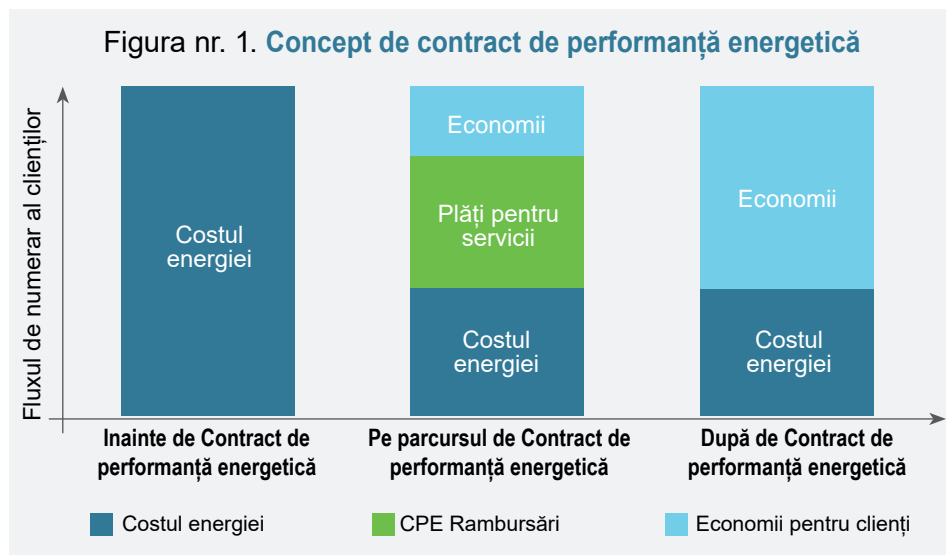 Figura nr. 1. Concept de contract de performanță energetică
Fluxul de numerar al clienților
Costul
energiei
Economii
Plăți pentru
servicii
Costul
energiei
Economii
Costul
energiei
Inainte de Contract de
performanță energetică
Pe parcursul de Contract de
performanță energetică
După de Contract de
performanță energetică
Costul energiei
CPE Rambursări
Economii pentru clienți